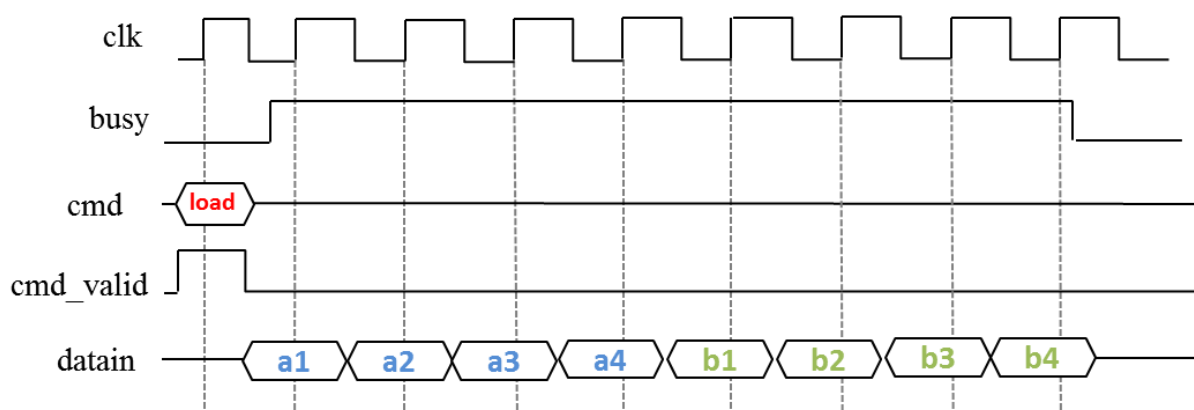 clk
busy
cmd load
cmd_valid
datain a1 a2 a3 a4 b1 b2 b3 b4